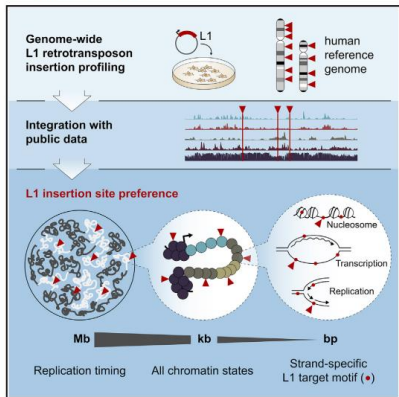 Genome-wide
L1 retrotransposon
insertion profiling
L1
human
reference
genome
Integration with
public data
L1 insertion site preference
Nucleosome
Transcription
Replication
Mb kb bp
Replication timing All chromatin states Strand-specific
L1 target motif (•)